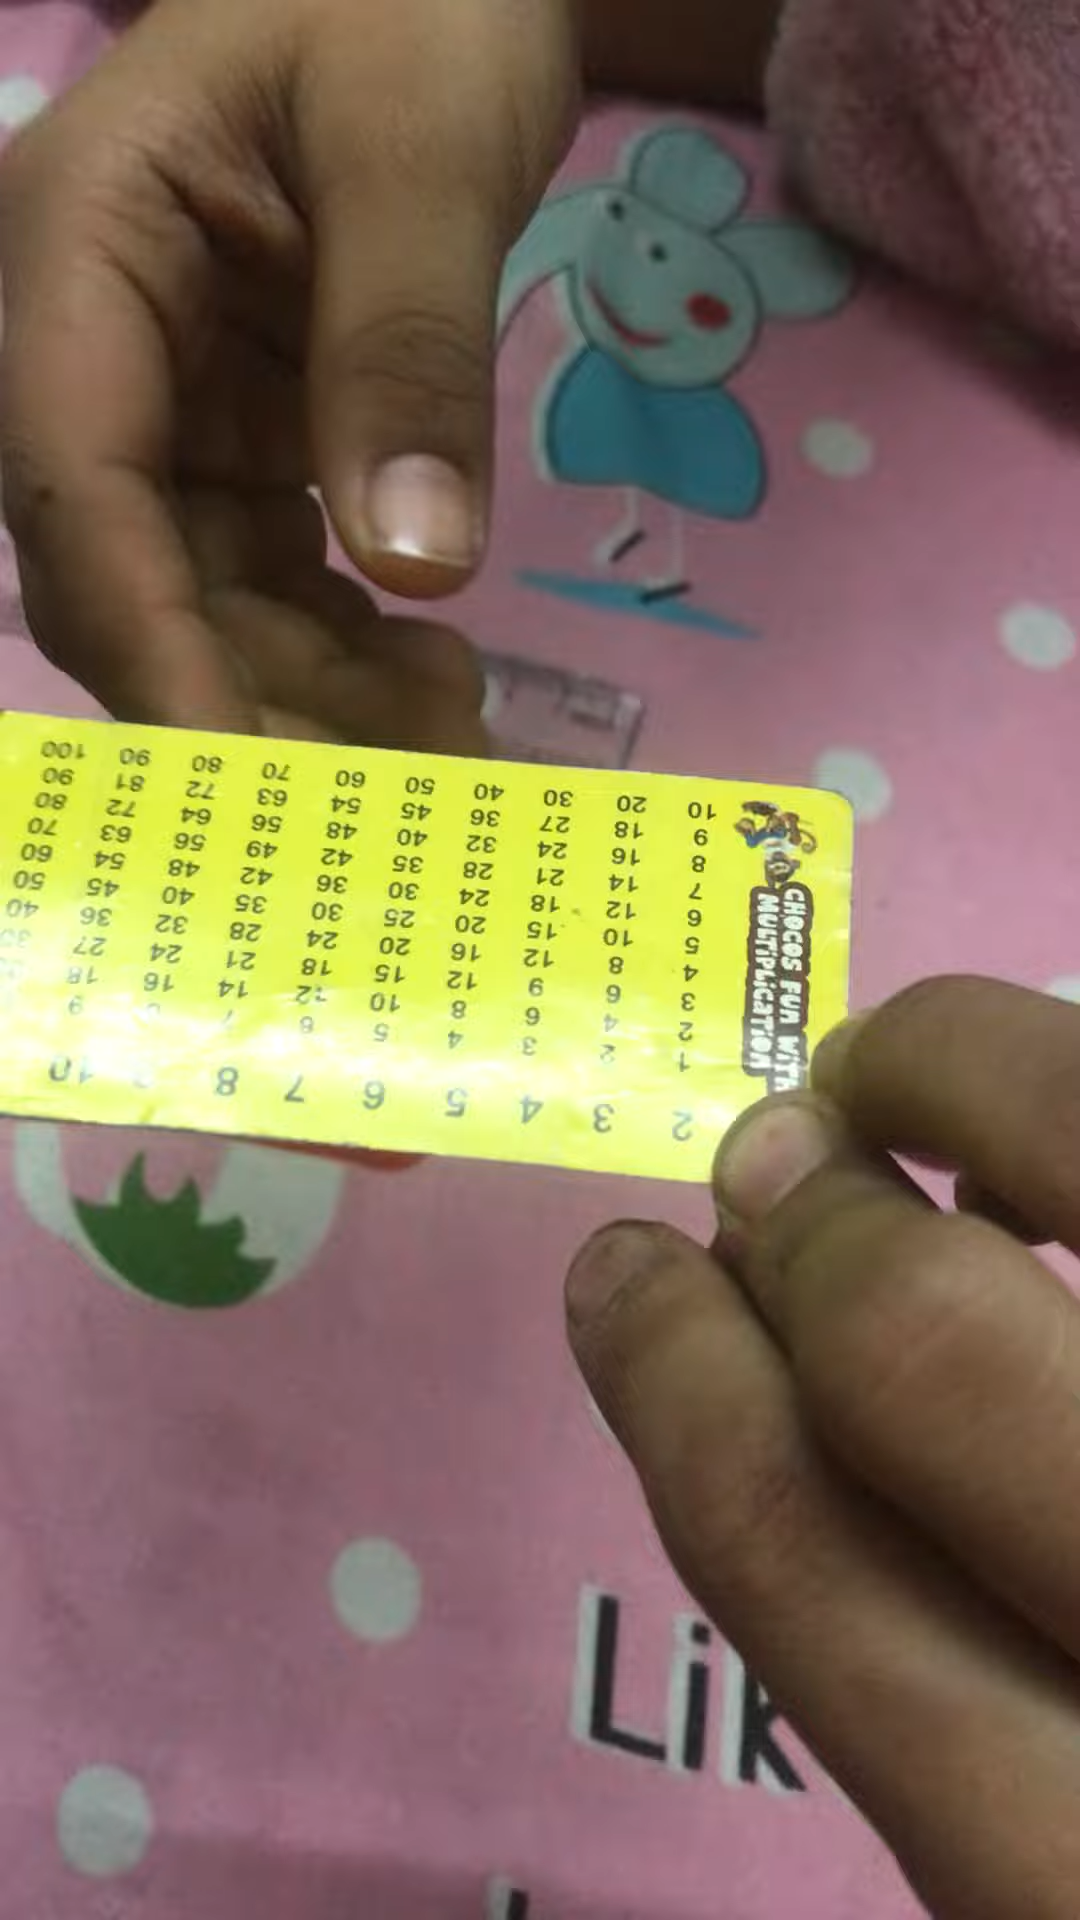 CHOCOS FUN WITH
MULTIPLICATION
2 3 4 5 6 7 8 10
1 2 3 4 5 6 7 9
2 4 6 8 10 12 14 16 18
3 6 9 12 15 18 21 24 27
4 8 12 16 20 24 28 32 36 40
5 10 15 20 25 30 35 40 45 50
6 12 18 24 30 36 42 48 54 60
7 14 21 28 35 42 49 56 63 70
8 16 24 32 40 48 56 64 72 80
9 18 27 36 45 54 63 72 81 90
10 20 30 40 50 60 70 80 90 100
Lik